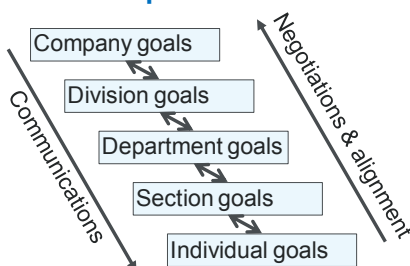 Company goals
Division goals
Department goals
Section goals
Individual goals
Communications
Negotiations & alignment